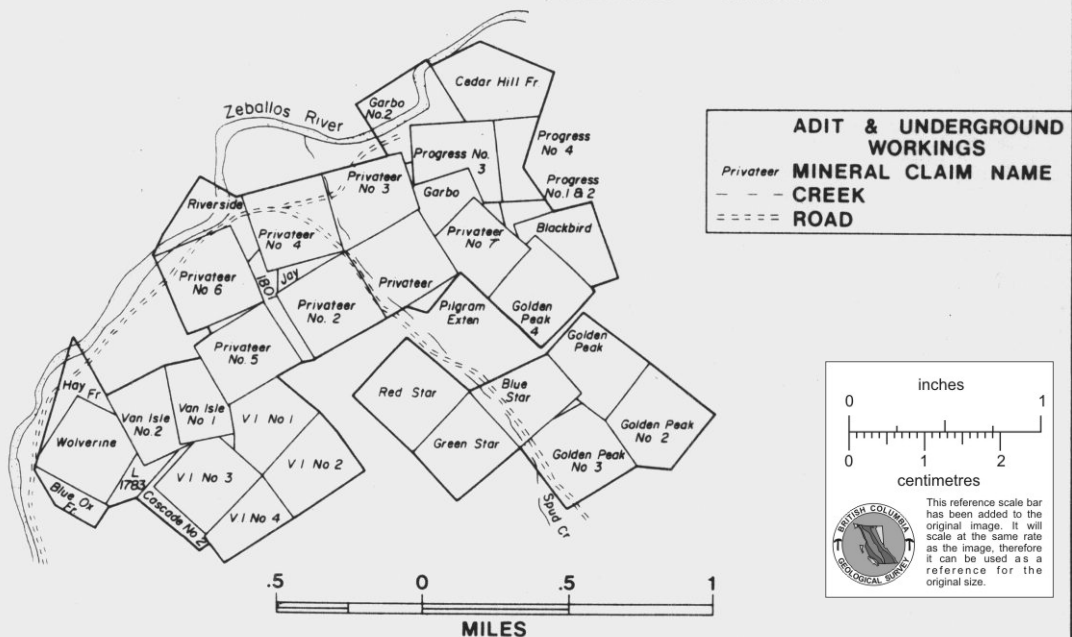 Zeballos River
Cedar Hill Fr
Garbo
No.2
Progress No.
3
Progress
No 4
Progress
No.1 & 2
Privateer
No 3
Garbo
Riverside
Privateer
No 4
Privateer
No 7
Blackbird
Privateer
No 6
1801
Jay
Privateer
No. 2
Privateer
Pilgram
Exten
Golden
Peak
4
Golden
Peak
Privateer
No.5
Hay
Fr
Red Star
Blue
Star
Van Isle
No.2
Van Isle
No 1
V I No 1
Golden Peak
No 2
Wolverine
Green Star
Golden Peak
No 3
V I No 2
V I No 3
L
1783
Blue Ox
Fr.
Cascade No 2
V I No 4
Spud Cr
.5 0 .5 1
MILES
ADIT & UNDERGROUND
WORKINGS
Privateer MINERAL CLAIM NAME
CREEK
ROAD
inches
0 1
0 1 2
centimetres
This reference scale bar
has been added to the
original image. It will
scale at the same rate
as the image, therefore
it can be used as a
reference for the
original size.
BRITISH COLUMBIA
GEOLOGICAL SURVEY